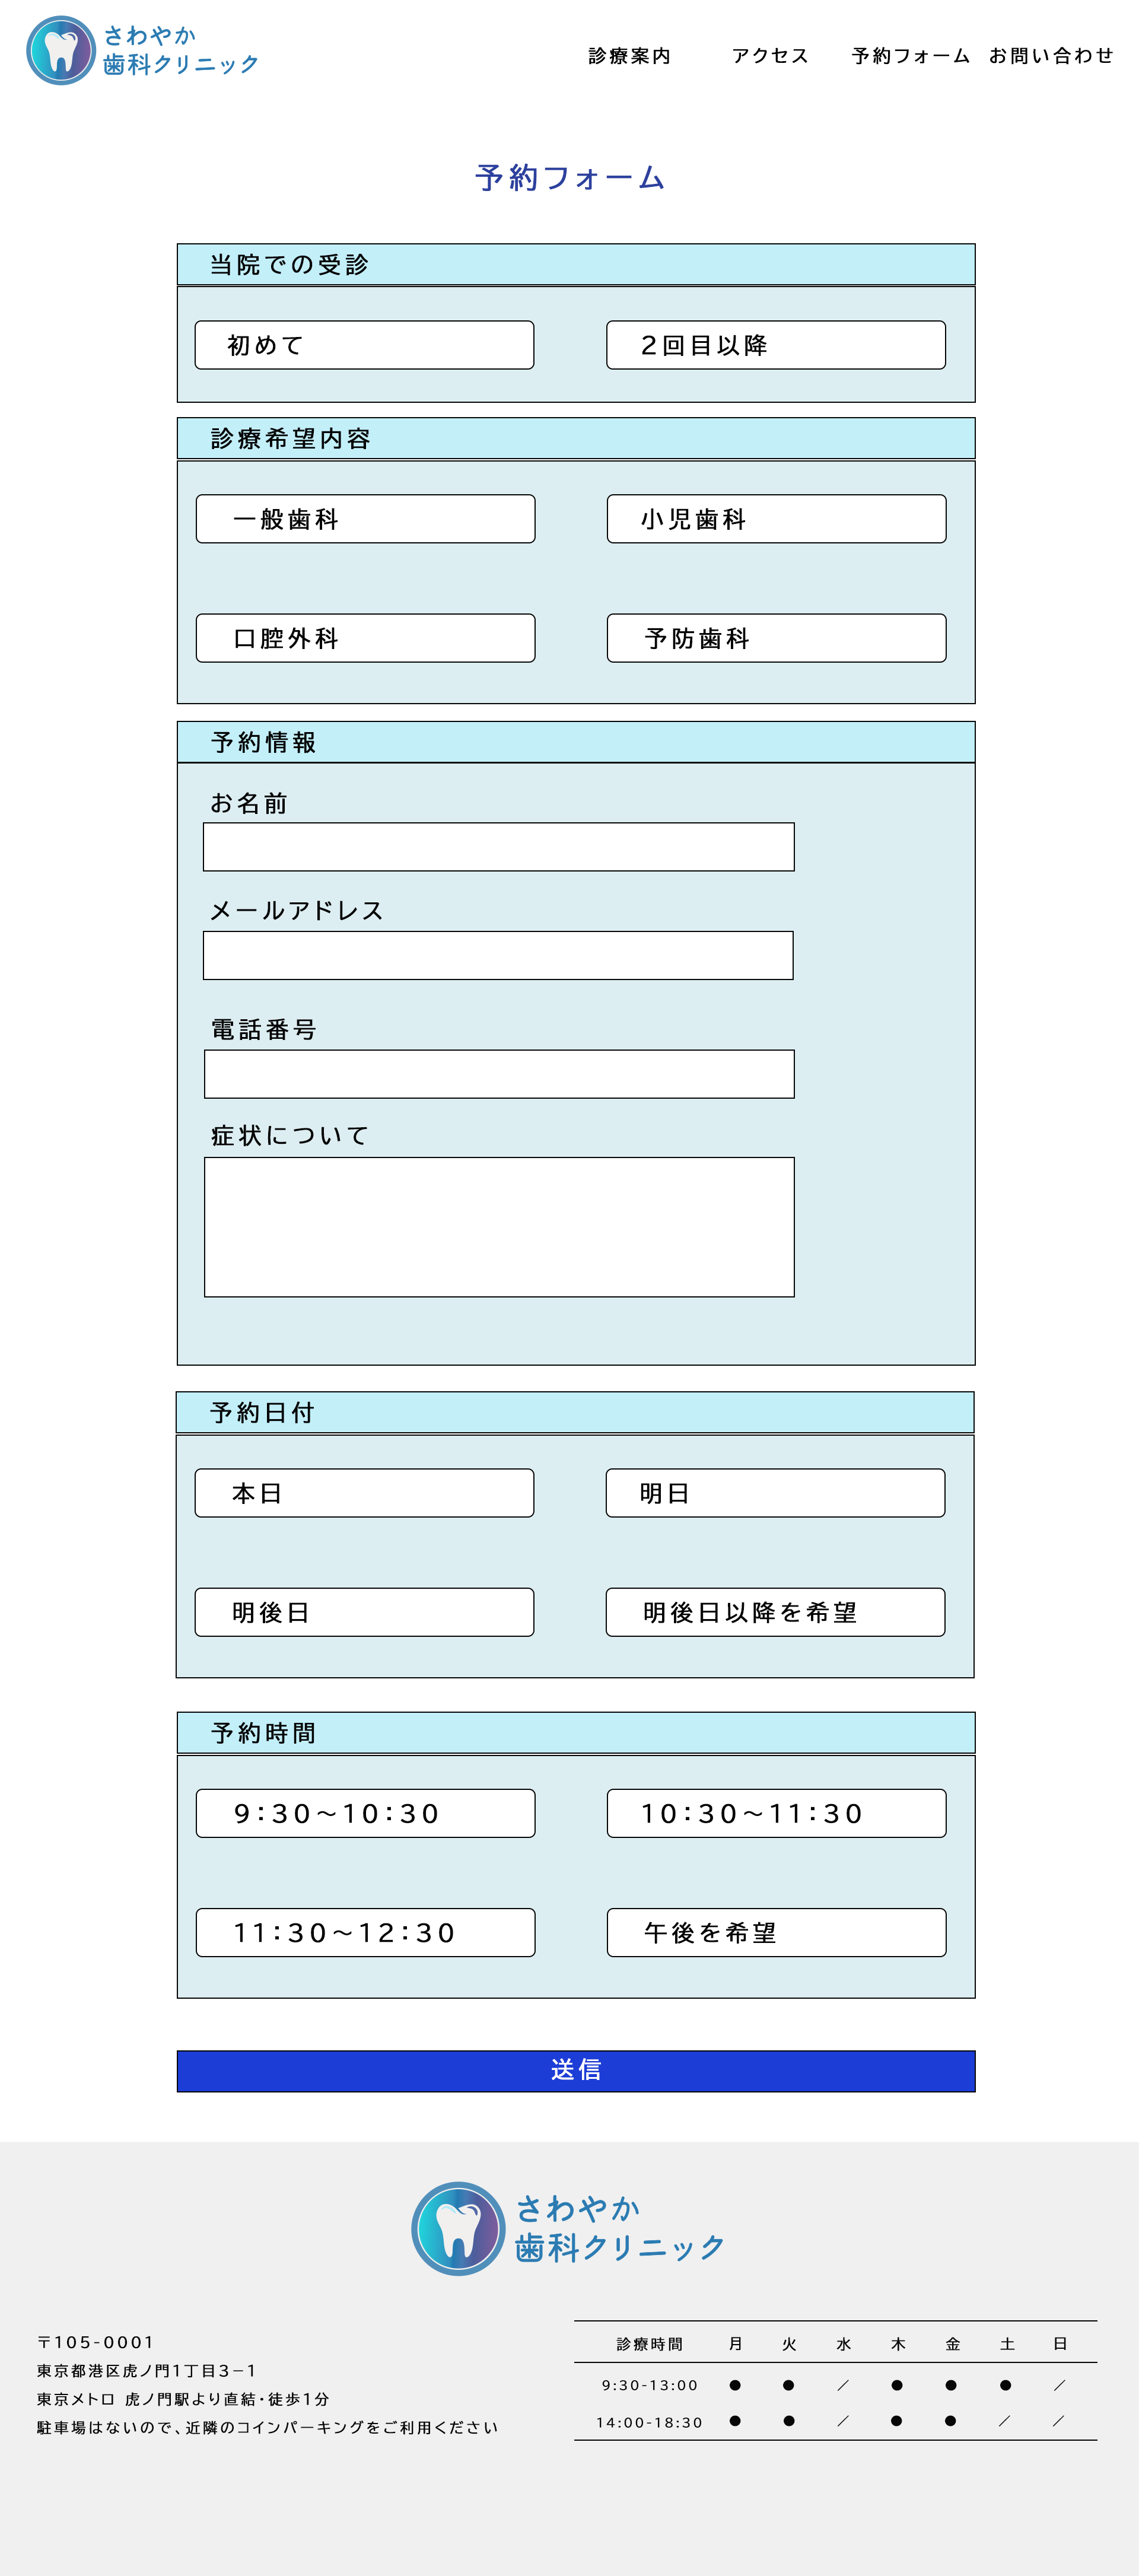 さわやか
歯科クリニック
診療案内 アクセス 予約フォーム お問い合わせ
予約フォーム
当院での受診
初めて 2回目以降
診療希望内容
一般歯科 小児歯科
口腔外科 予防歯科
予約情報
お名前
メールアドレス
電話番号
症状について
予約日付
本日 明日
明後日 明後日以降を希望
予約時間
9:30〜10:30 10:30〜11:30
11:30〜12:30 午後を希望
送信
さわやか
歯科クリニック
〒105-0001
東京都港区虎ノ門1丁目3−1
東京メトロ 虎ノ門駅より直結・徒歩1分
駐車場はないので、近隣のコインパーキングをご利用ください
診療時間 月 火 水 木 金 土 日
9:30-13:00 ● ● ／ ● ● ● ／
14:00-18:30 ● ● ／ ● ● ／ ／